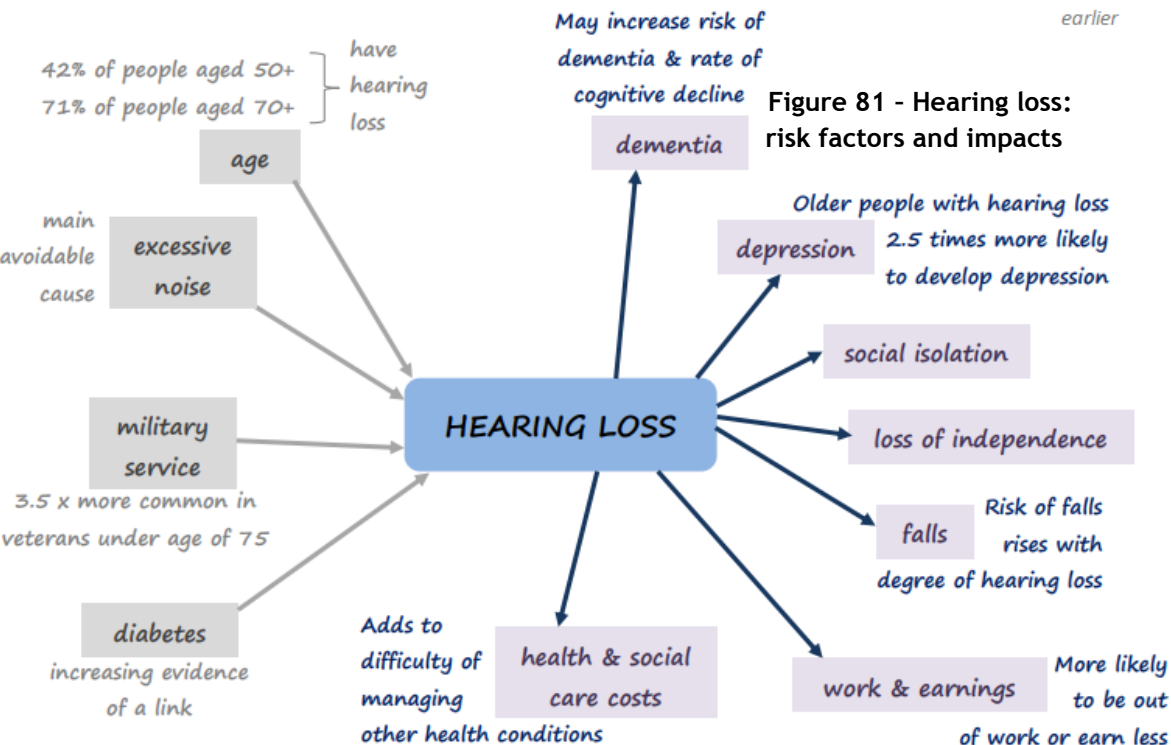 earlier
Figure 81 - Hearing loss:
risk factors and impacts
42% of people aged 50+
71% of people aged 70+
have
hearing
loss
age
main
avoidable
cause
excessive
noise
military
service
3.5 x more common in
veterans under age of 75
diabetes
increasing evidence
of a link
HEARING LOSS
May increase risk of
dementia & rate of
cognitive decline
dementia
Older people with hearing loss
2.5 times more likely
to develop depression
depression
social isolation
loss of independence
falls
Risk of falls
rises with
degree of hearing loss
work & earnings
More likely
to be out
of work or earn less
Adds to
difficulty of
managing
other health conditions
health & social
care costs